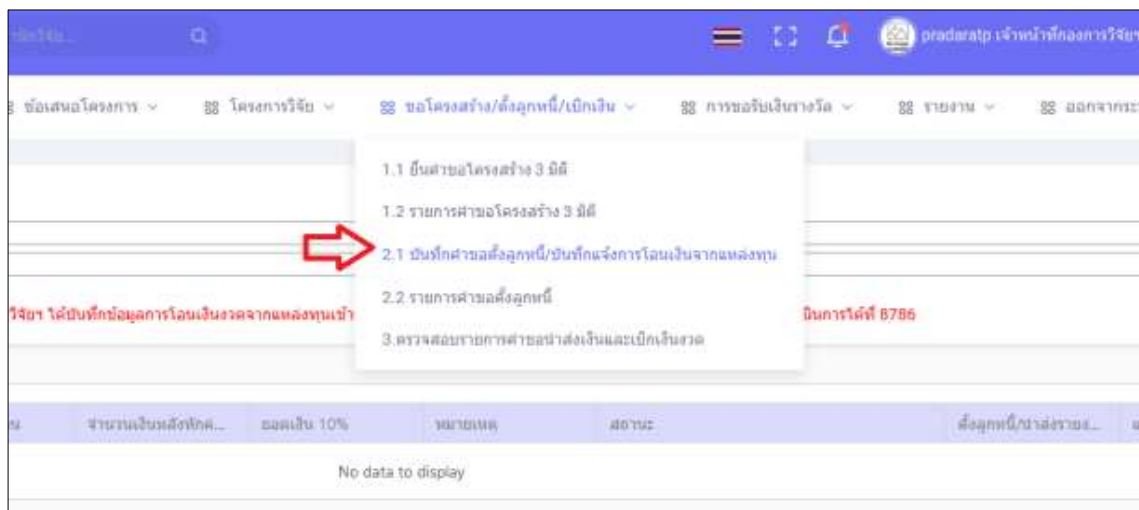 pradaratp เจ้าหน้าที่กองการวิจัยฯ
ข้อเสนอโครงการ
โครงการวิจัย
ขอโครงสร้าง/ตั้งลูกหนี้/เบิกเงิน
การขอรับเงินรางวัล
รายงาน
ออกจากระ
1.1 ยื่นคำขอโครงสร้าง 3 มิติ
1.2 รายการคำขอโครงสร้าง 3 มิติ
2.1 บันทึกคำขอตั้งลูกหนี้/บันทึกแจ้งการโอนเงินจากแหล่งทุน
2.2 รายการคำขอตั้งลูกหนี้
วิจัยฯ ได้บันทึกข้อมูลการโอนเงินงวดจากแหล่งทุนเข้า
นินการได้ที่ 8786
3.ตรวจสอบรายการคำขอนำส่งเงินและเบิกเงินงวด
จำนวนเงินหลังหัก...
ยอดเงิน 10%
หมายเหตุ
สถานะ
ตั้งลูกหนี้/นำส่งราย...
No data to display